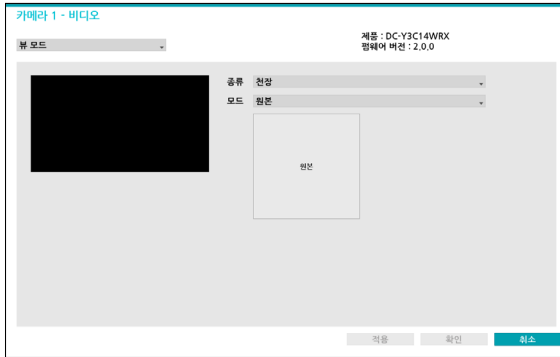 카메라 1 - 비디오
제품 : DC-Y3C14WRX
뷰 모드
펌웨어 버전 : 2.0.0
종류 천장
모드 원본
원본
적용 확인 취소